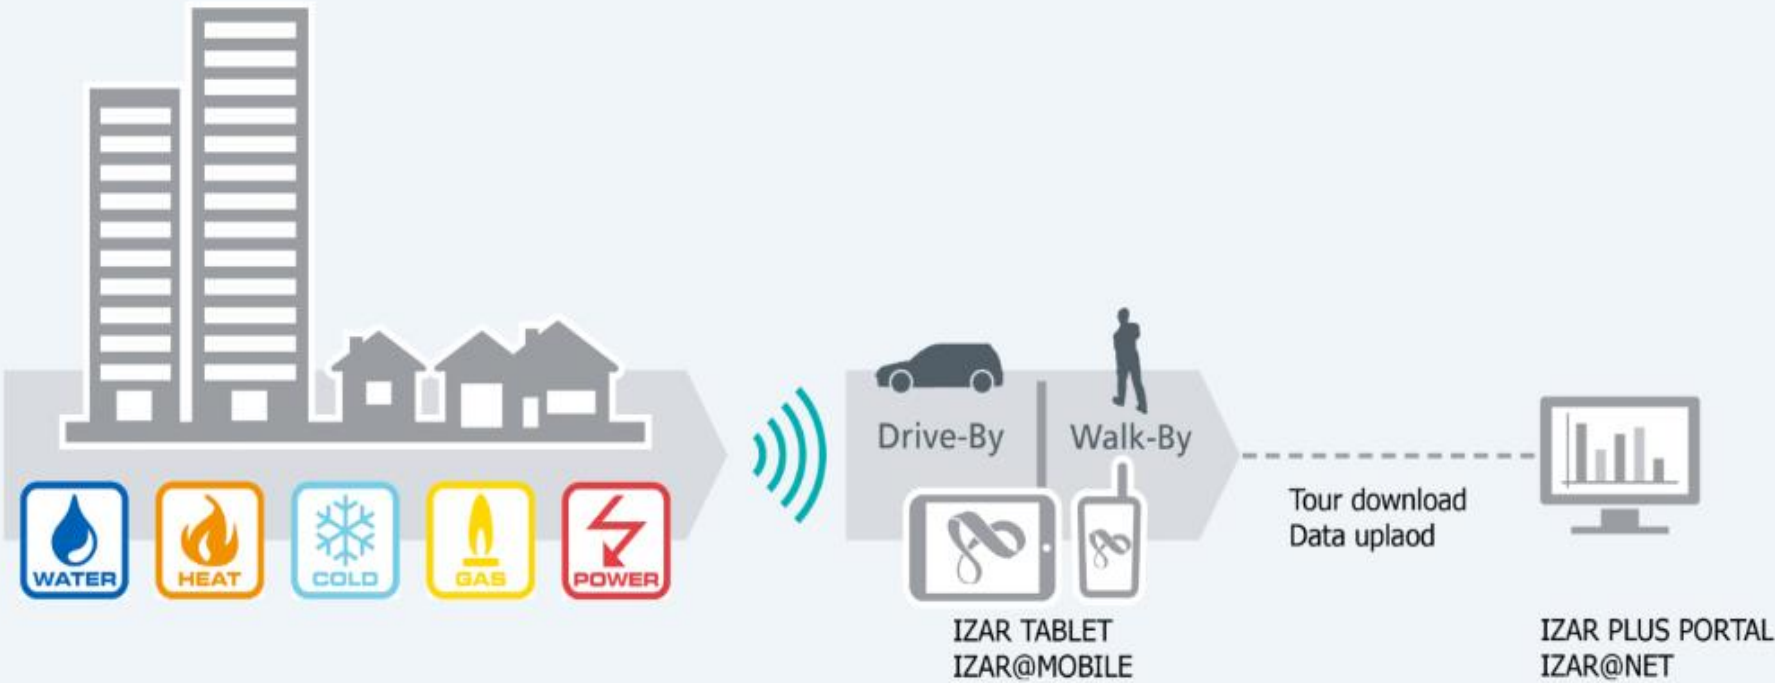 Drive-By
Walk-By
WATER
HEAT
COLD
GAS
POWER
Tour download
Data uplaod
IZAR TABLET
IZAR@MOBILE
IZAR PLUS PORTAL
IZAR@NET